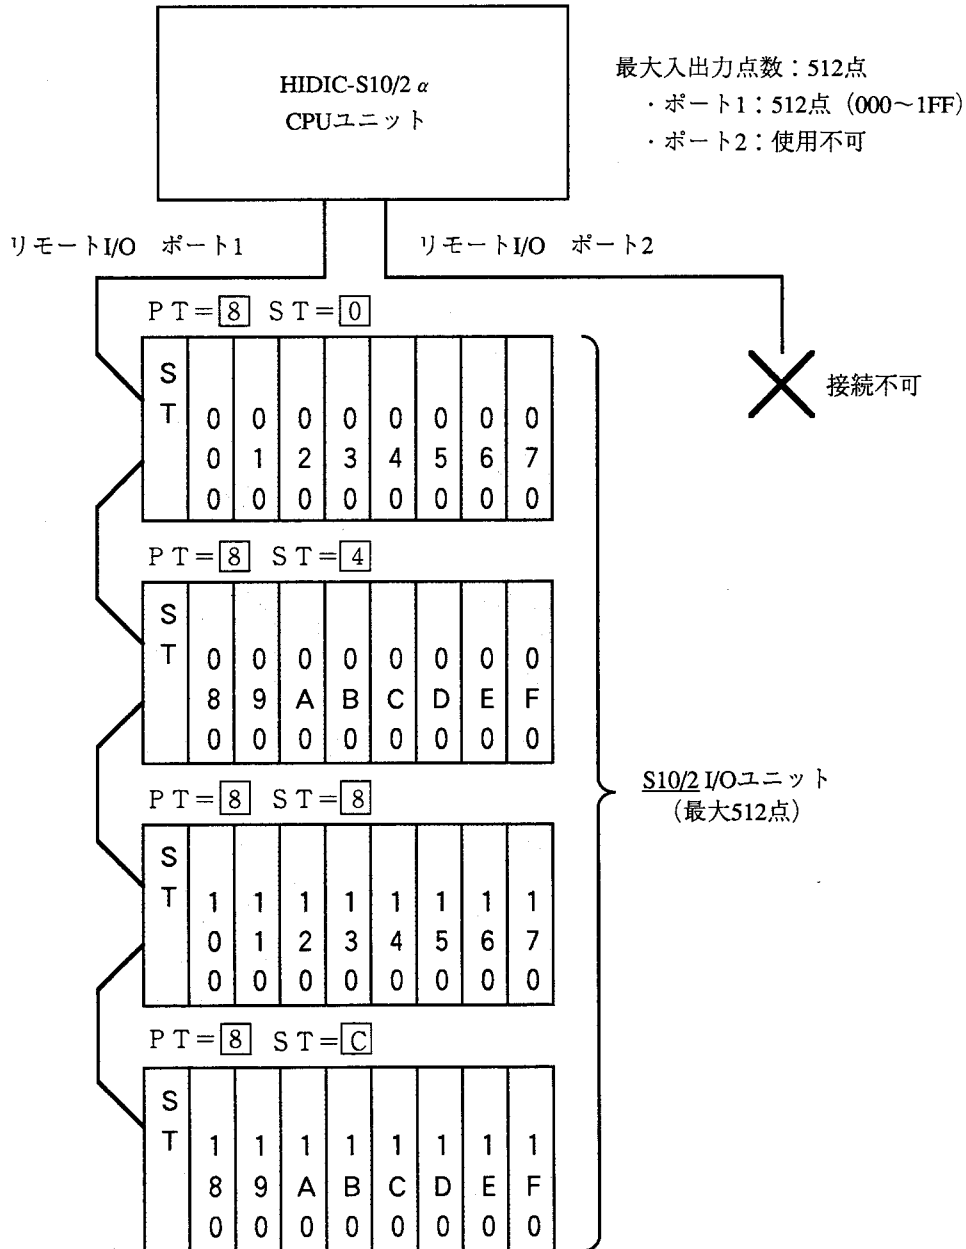 HIDIC-S10/2 α
CPUユニット
最大入出力点数：512点
・ポート1：512点（000～1FF）
・ポート2：使用不可
リモートI/O　ポート1
リモートI/O　ポート2
PT=8 ST=0
ST 000 010 020 030 040 050 060 070
接続不可
PT=8 ST=4
ST 080 090 0A0 0B0 0C0 0D0 0E0 0F0
PT=8 ST=8
ST 100 110 120 130 140 150 160 170
S10/2 I/Oユニット
（最大512点）
PT=8 ST=C
ST 180 190 1A0 1B0 1C0 1D0 1E0 1F0